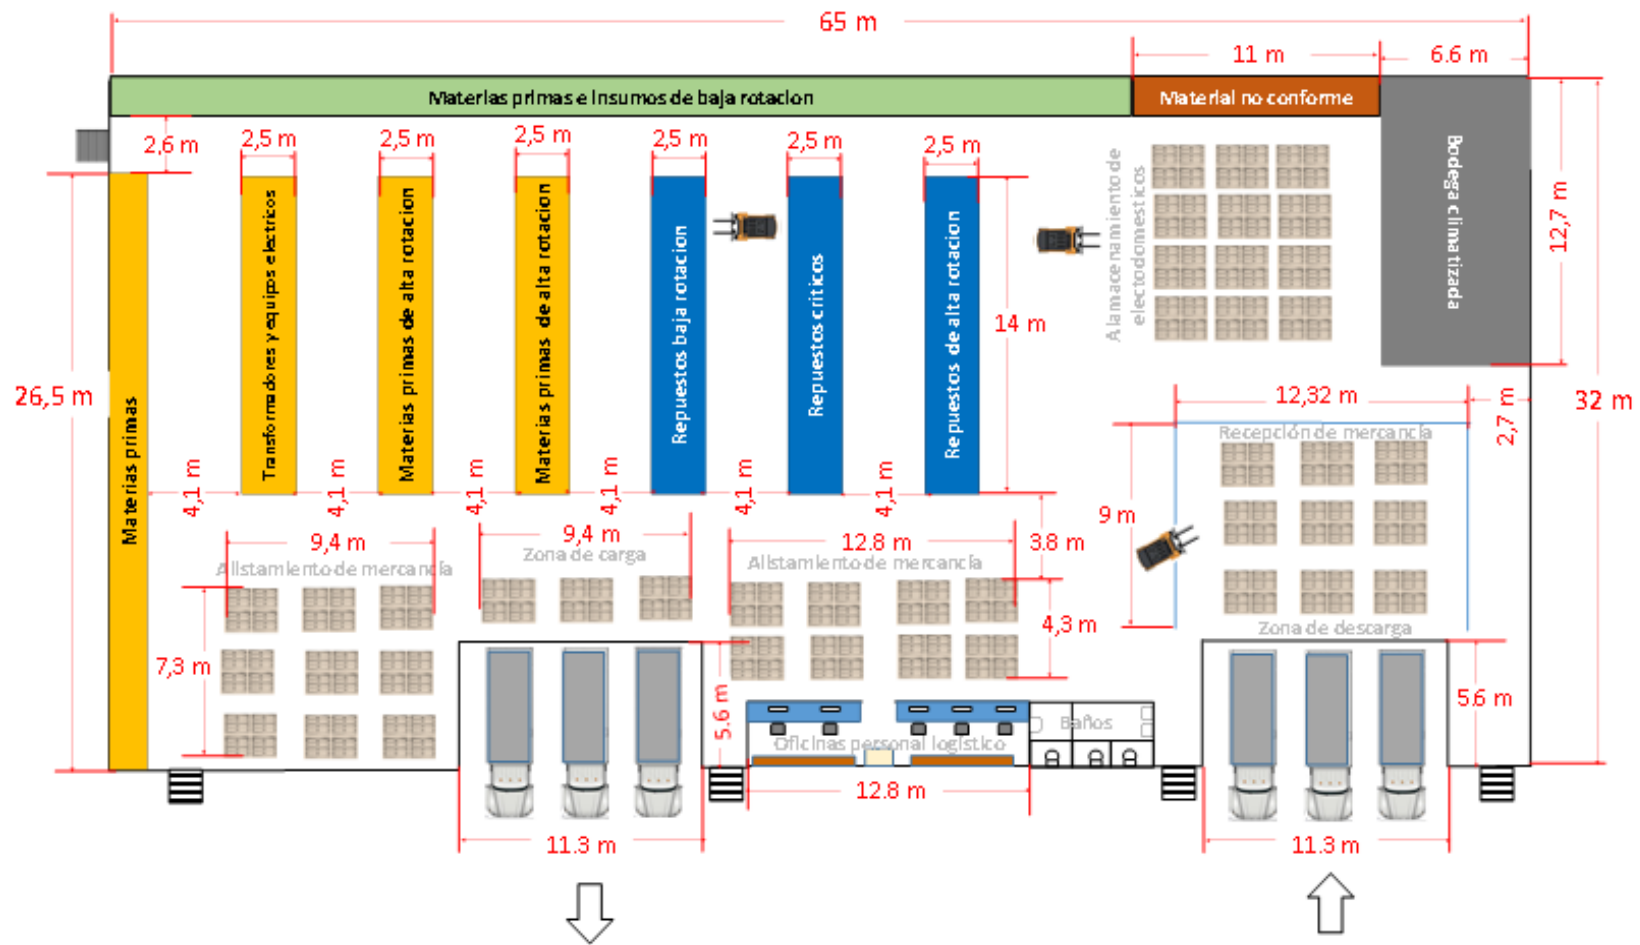 65 m
11 m
6.6 m
Materias primas e insumos de baja rotacion
Material no conforme
2,6 m
2,5 m
2,5 m
2,5 m
2,5 m
2,5 m
2,5 m
Materias primas
Transformadores y equipos electricos
Materias primas de alta rotacion
Materias primas de alta rotacion
Repuestos baja rotacion
Repuestos criticos
Repuestos de alta rotacion
14 m
Alamacenamiento de
electodomesticos
Bodega climatizada
12,7 m
26,5 m
32 m
12,32 m
2,7 m
Recepción de mercancía
4,1 m
4,1 m
4,1 m
4,1 m
4,1 m
4,1 m
9 m
9,4 m
Alistamiento de mercancía
9,4 m
Zona de carga
12.8 m
Alistamiento de mercancía
3.8 m
4,3 m
7,3 m
Zona de descarga
5.6 m
5.6 m
Oficinas personal logístico
Baños
12.8 m
11.3 m
11.3 m